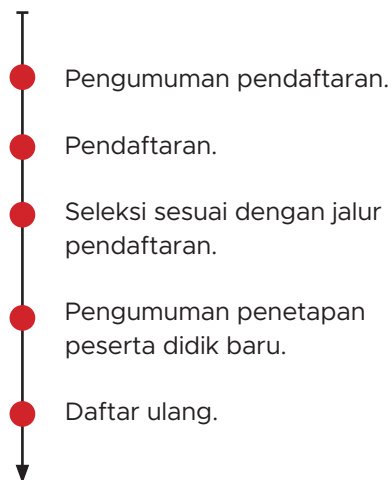 Pengumuman pendaftaran.
Pendaftaran.
Seleksi sesuai dengan jalur
pendaftaran.
Pengumuman penetapan
peserta didik baru.
Daftar ulang.